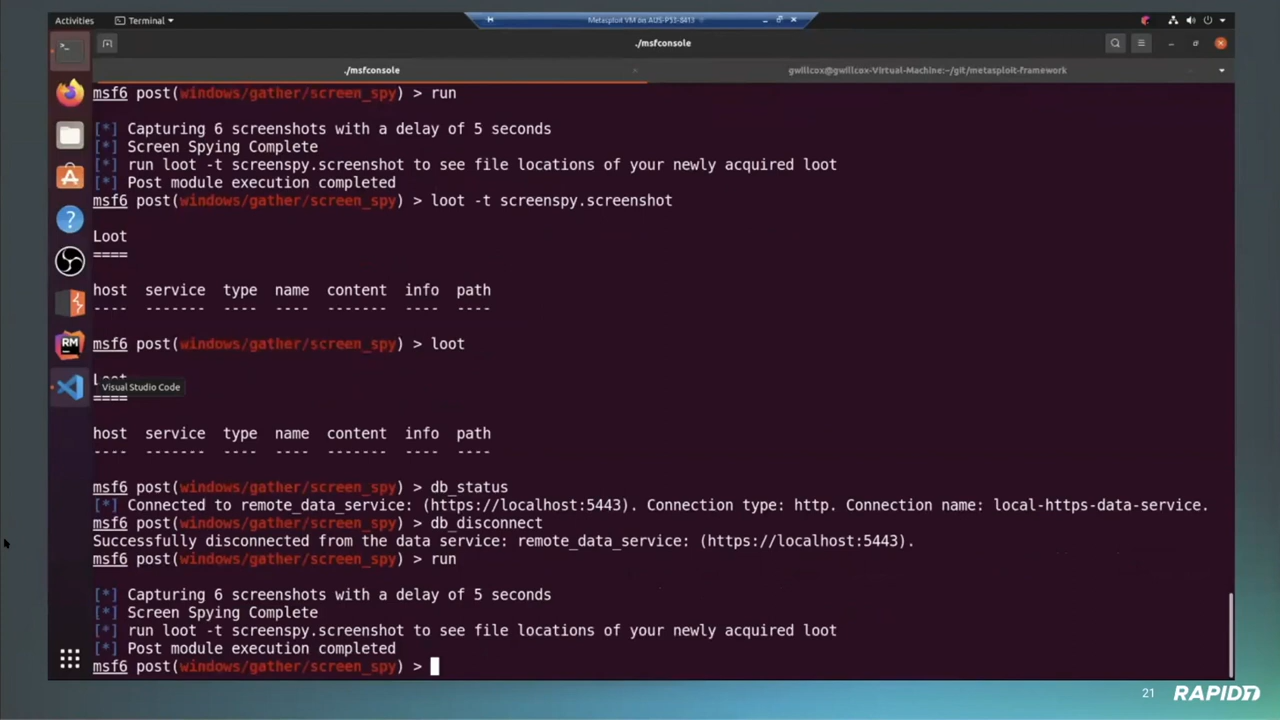 Activities
Terminal
Metasploit VM on AUS-P53-0413
./msfconsole
./msfconsole
gwillcox@gwillcox-Virtual-Machine:~/git/metasploit-framework
msf6 post(windows/gather/screen_spy) > run
[*] Capturing 6 screenshots with a delay of 5 seconds
[*] Screen Spying Complete
[*] run loot -t screenspy.screenshot to see file locations of your newly acquired loot
[*] Post module execution completed
msf6 post(windows/gather/screen_spy) > loot -t screenspy.screenshot
Loot
====
host service type name content info path
---- ------- ---- ---- ------- ---- ----
msf6 post(windows/gather/screen_spy) > loot
Loot
Visual Studio Code
====
host service type name content info path
---- ------- ---- ---- ------- ---- ----
msf6 post(windows/gather/screen_spy) > db_status
[*] Connected to remote_data_service: (https://localhost:5443). Connection type: http. Connection name: local-https-data-service.
msf6 post(windows/gather/screen_spy) > db_disconnect
Successfully disconnected from the data service: remote_data_service: (https://localhost:5443).
msf6 post(windows/gather/screen_spy) > run
[*] Capturing 6 screenshots with a delay of 5 seconds
[*] Screen Spying Complete
[*] run loot -t screenspy.screenshot to see file locations of your newly acquired loot
[*] Post module execution completed
msf6 post(windows/gather/screen_spy) >
RM
21 RAPID7